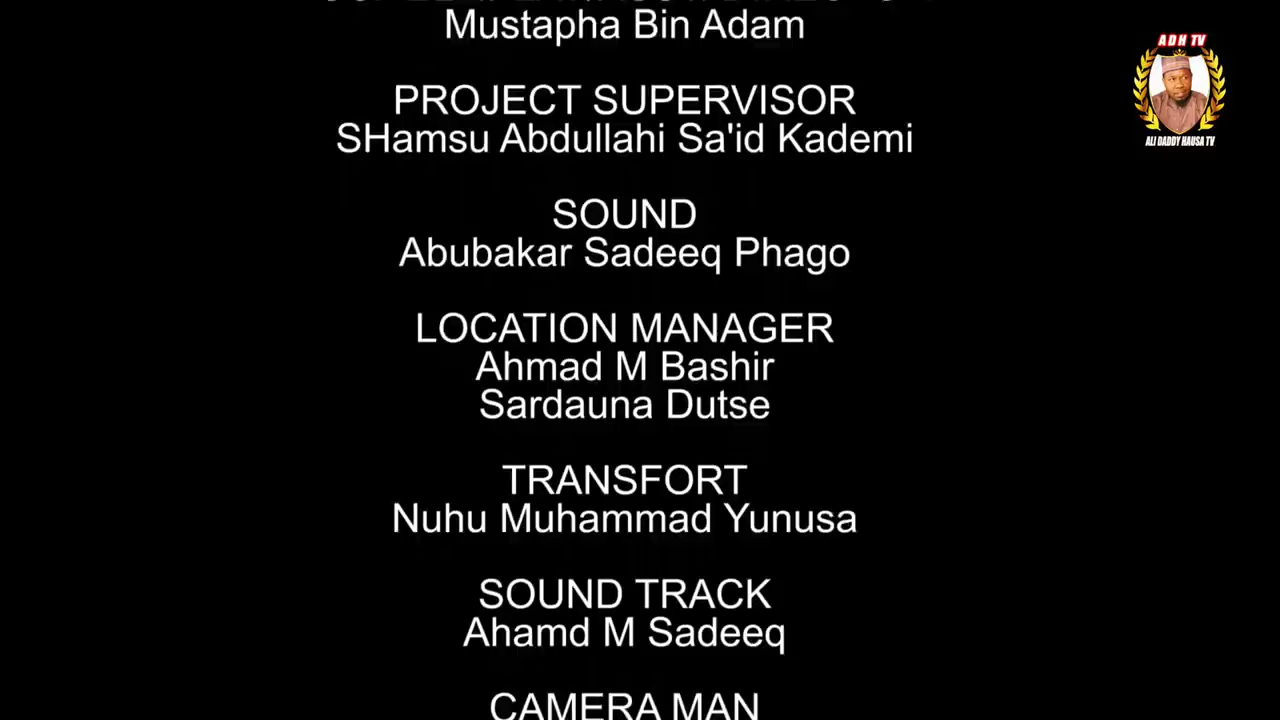 Mustapha Bin Adam
PROJECT SUPERVISOR
SHamsu Abdullahi Sa'id Kademi
SOUND
Abubakar Sadeeq Phago
LOCATION MANAGER
Ahmad M Bashir
Sardauna Dutse
TRANSFORT
Nuhu Muhammad Yunusa
SOUND TRACK
Ahamd M Sadeeq
CAMERA MAN
ADH TV
ALI DADDY HAUSA TV